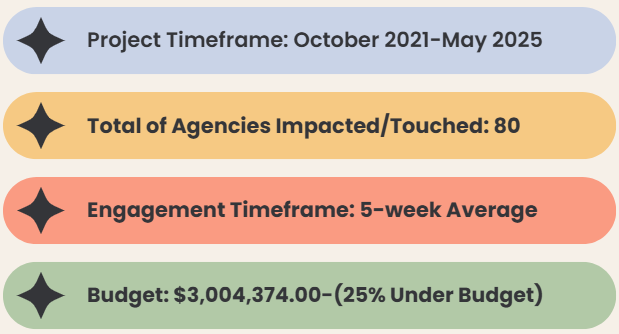 Project Timeframe: October 2021-May 2025
Total of Agencies Impacted/Touched: 80
Engagement Timeframe: 5-week Average
Budget: $3,004,374.00-(25% Under Budget)